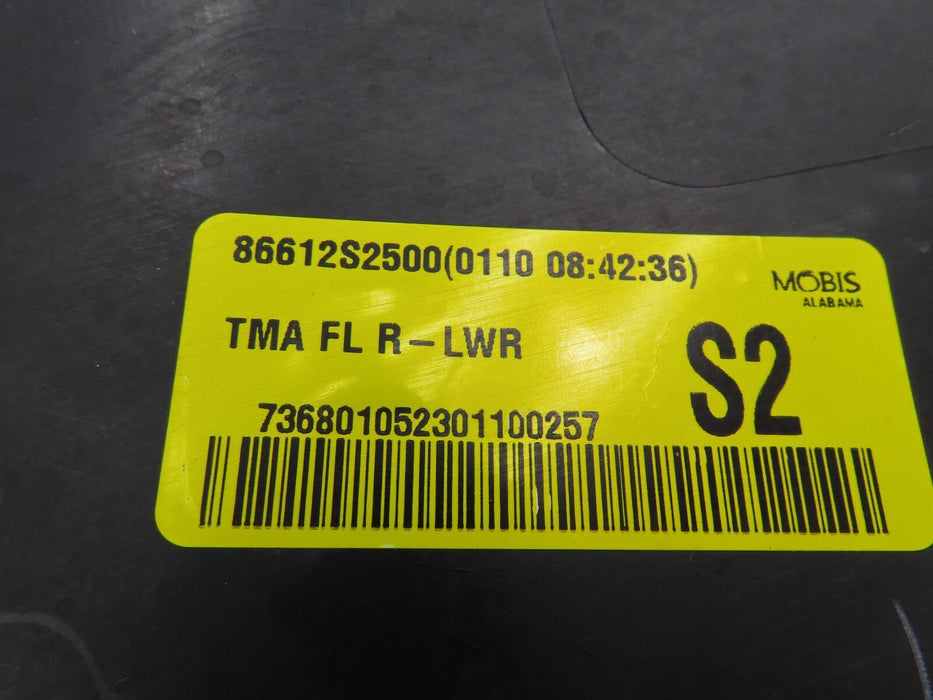 86612S2500(0110 08:42:36)
MOBIS
ALABAMA
TMA FL R-LWR
S2
736801052301100257